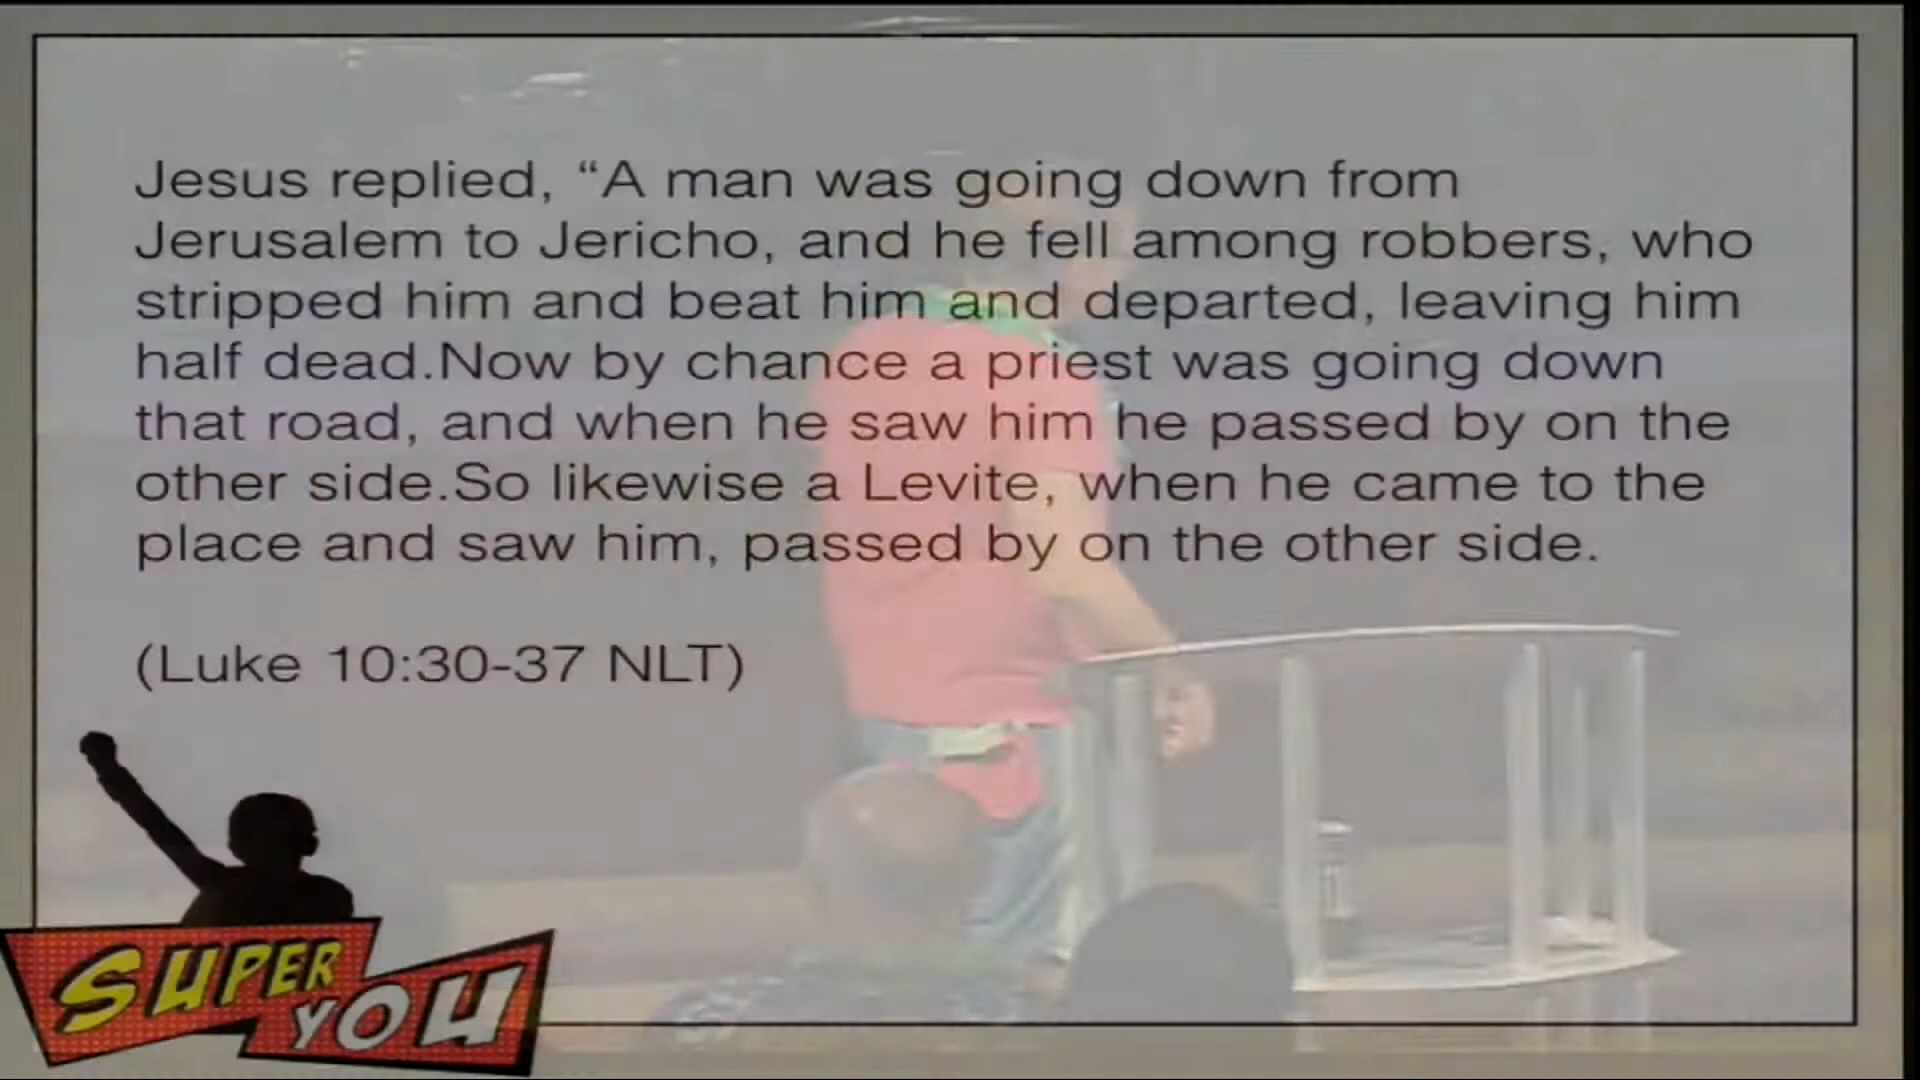 Jesus replied, “A man was going down from
Jerusalem to Jericho, and he fell among robbers, who
stripped him and beat him and departed, leaving him
half dead.Now by chance a priest was going down
that road, and when he saw him he passed by on the
other side.So likewise a Levite, when he came to the
place and saw him, passed by on the other side.
(Luke 10:30-37 NLT)
SUPER
YOU